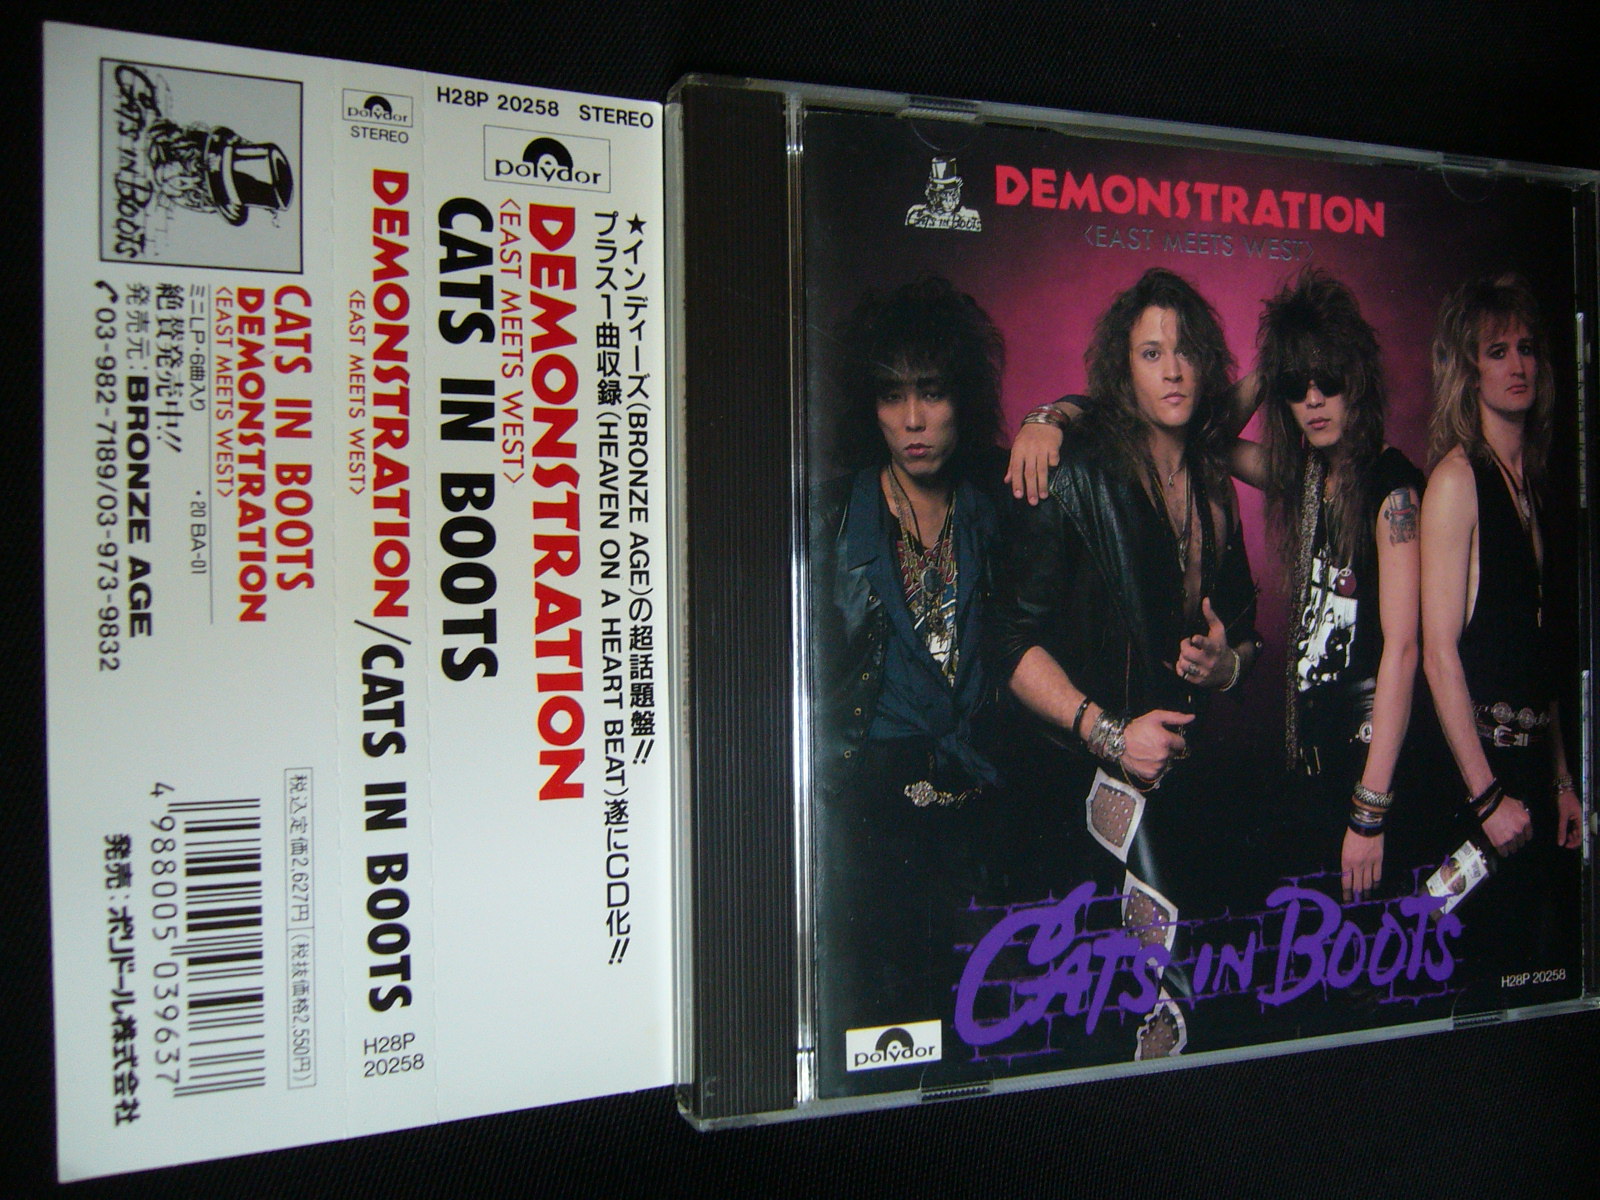 H28P 20258 STEREO
polydor
★インディーズ(BRONZE AGE)の超話題盤!!
プラス一曲収録(HEAVEN ON A HEART BEAT)遂にCD化!!
DEMONSTRATION
〈EAST MEETS WEST〉
CATS IN BOOTS
polydor
STEREO
DEMONSTRATION/CATS IN BOOTS
〈EAST MEETS WEST〉
H28P
20258
CATS IN BOOTS
CATS IN BOOTS
DEMONSTRATION
〈EAST MEETS WEST〉
ミニLP・6曲入り
・20 BA-01
絶賛発売中!!
発売元:BRONZE AGE
03-982-7189/03-973-9832
税込定価2,627円(税抜価格2,550円)
4 988005 039637
発売:ポリドール株式会社
CATS IN BOOTS
DEMONSTRATION
〈EAST MEETS WEST〉
CATS IN BOOTS
H28P 20258
polydor